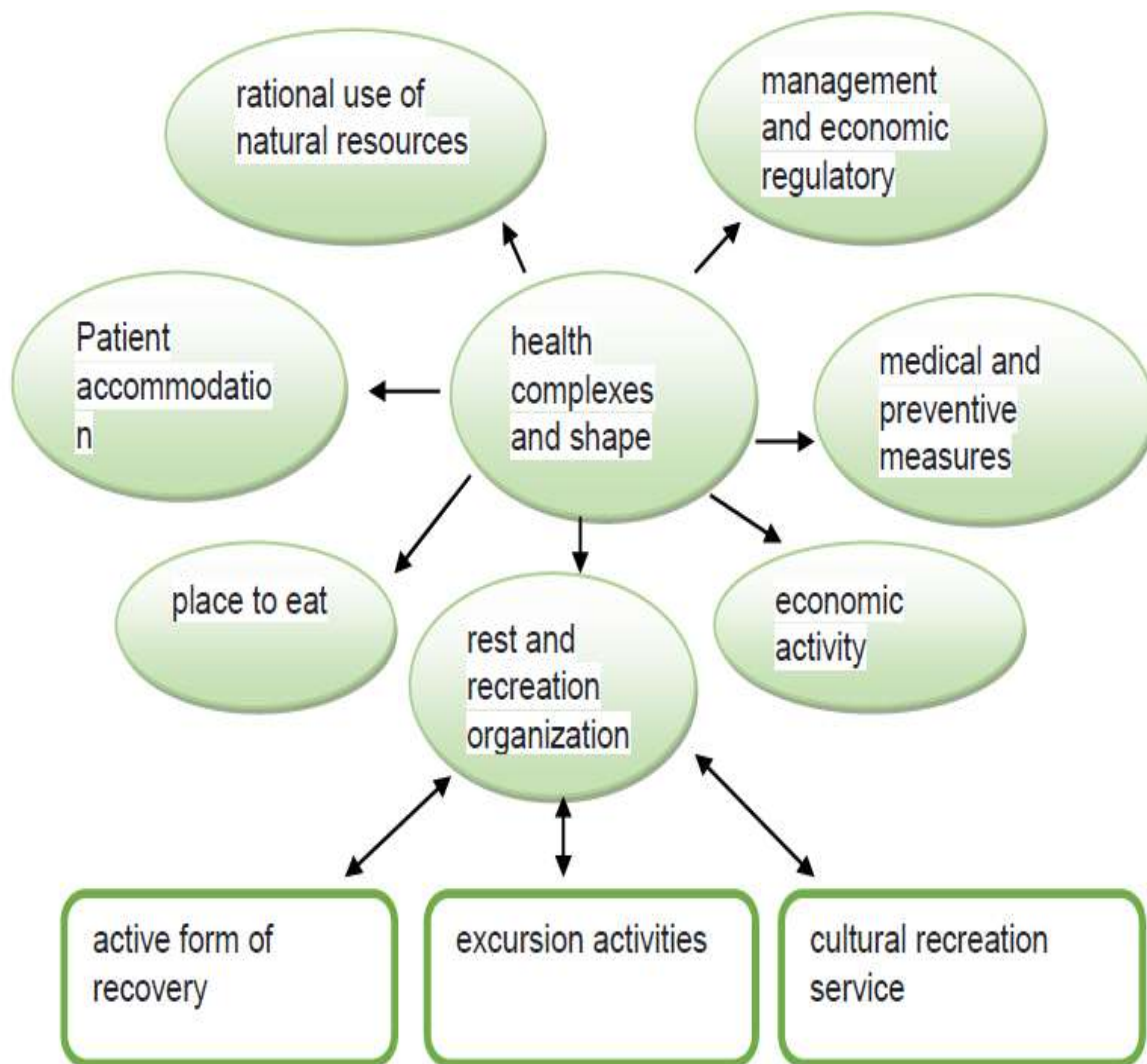 rational use of
natural resources
management
and economic
regulatory
Patient
accommodatio
n
health
complexes
and shape
medical and
preventive
measures
place to eat
rest and
recreation
organization
economic
activity
active form of
recovery
excursion activities
cultural recreation
service